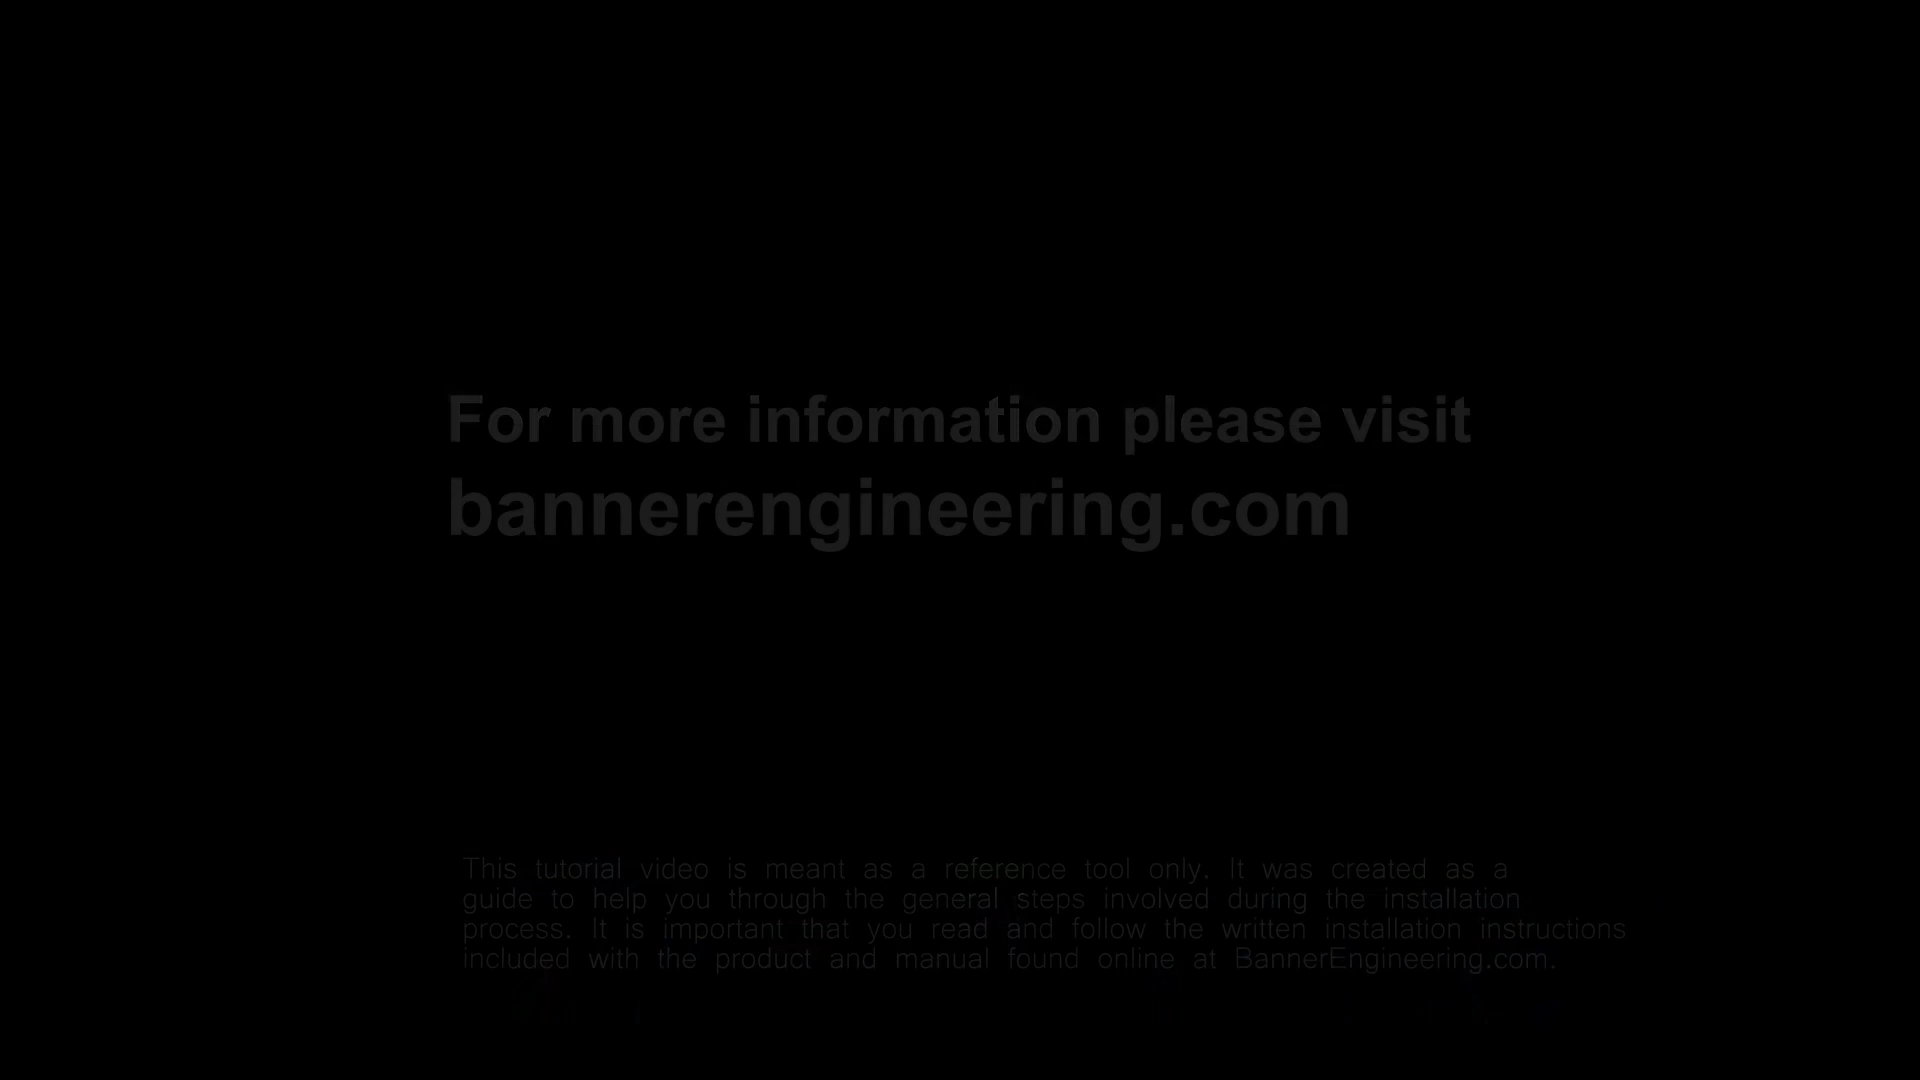 For more information please visit
bannerengineering.com
This tutorial video is meant as a reference tool only. It was created as a
guide to help you through the general steps involved during the installation
process. It is important that you read and follow the written installation instructions
included with the product and manual found online at BannerEngineering.com.